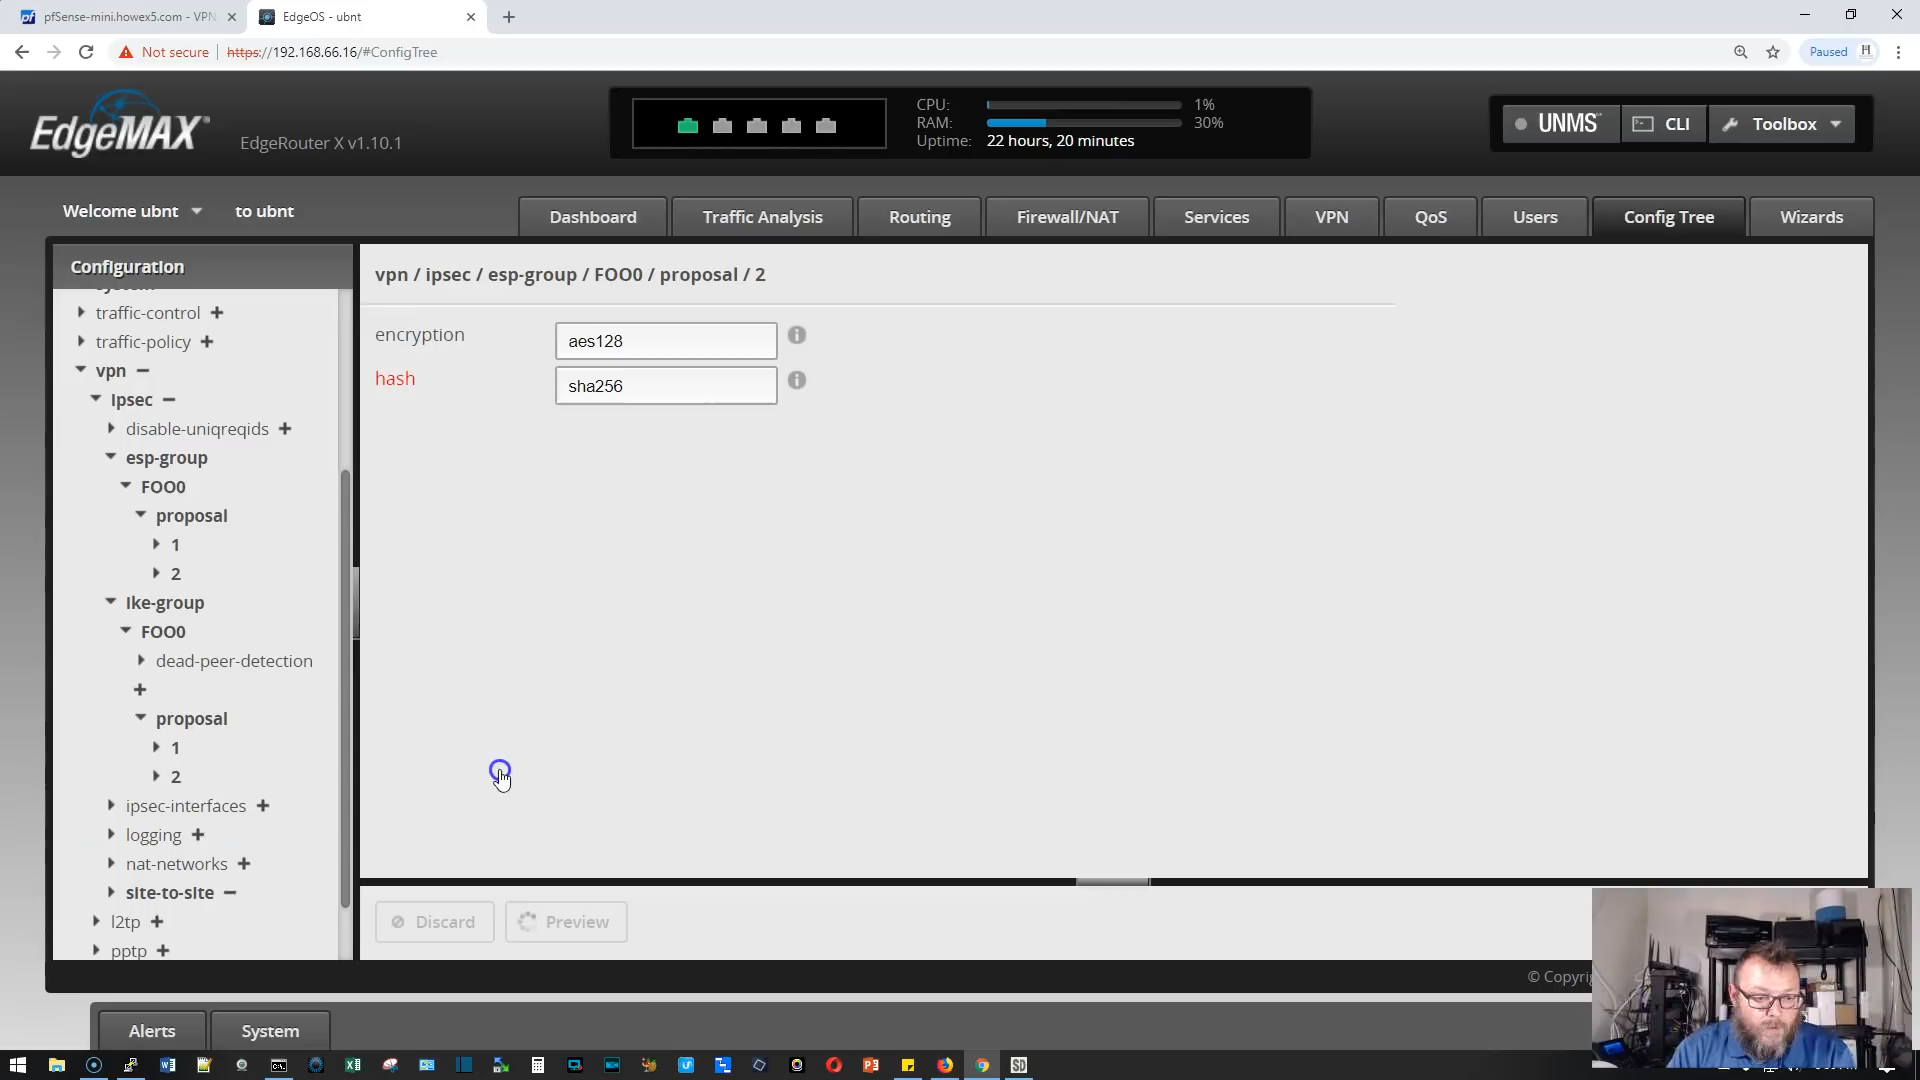 pfSense-mini.howex5.com - VPN
EdgeOS - ubnt
Not secure
https://192.168.66.16/#ConfigTree
Paused
H
EdgeMAX
EdgeRouter X v1.10.1
CPU: 1%
RAM: 30%
Uptime: 22 hours, 20 minutes
UNMS
CLI
Toolbox
Welcome ubnt
to ubnt
Dashboard
Traffic Analysis
Routing
Firewall/NAT
Services
VPN
QoS
Users
Config Tree
Wizards
Configuration
system
traffic-control +
traffic-policy +
vpn −
ipsec −
disable-uniqreqids +
esp-group
FOO0
proposal
1
2
ike-group
FOO0
dead-peer-detection
+
proposal
1
2
ipsec-interfaces +
logging +
nat-networks +
site-to-site −
l2tp +
pptp +
vpn / ipsec / esp-group / FOO0 / proposal / 2
encryption
aes128
hash
sha256
Discard
Preview
© Copyri
Alerts
System